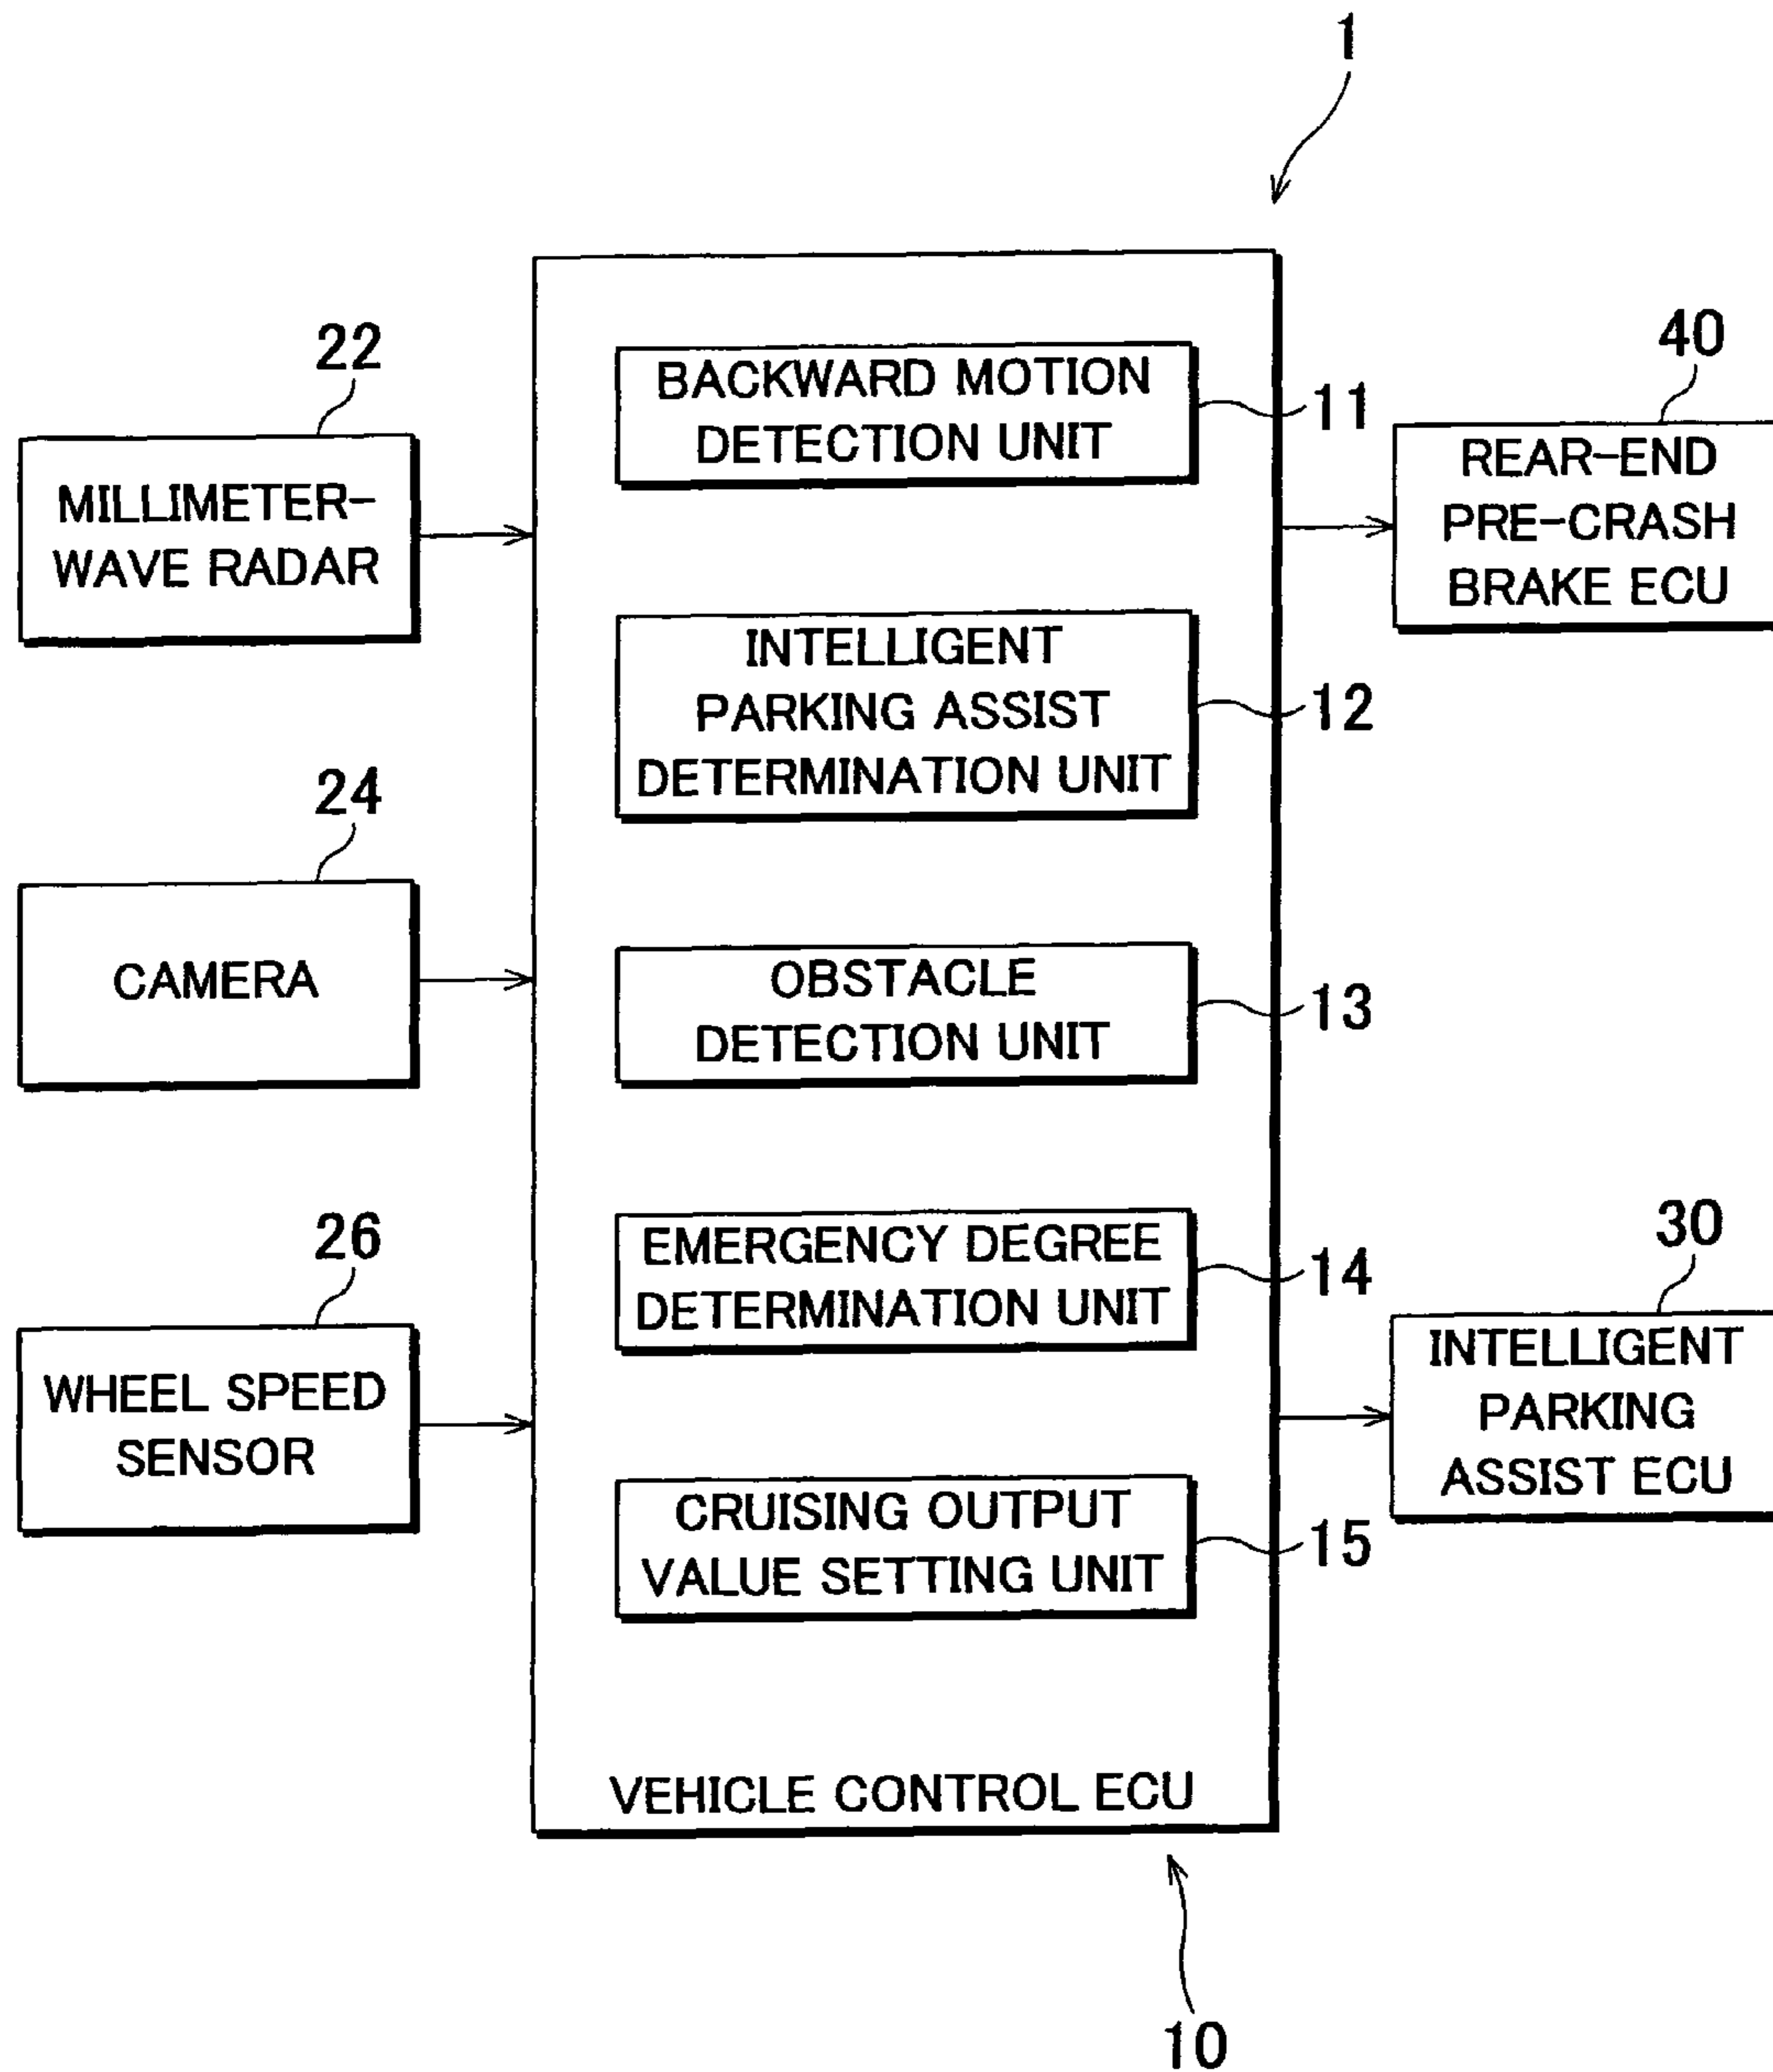 1
22
MILLIMETER-
WAVE RADAR
24
CAMERA
26
WHEEL SPEED
SENSOR
BACKWARD MOTION
DETECTION UNIT
11
INTELLIGENT
PARKING ASSIST
DETERMINATION UNIT
12
OBSTACLE
DETECTION UNIT
13
EMERGENCY DEGREE
DETERMINATION UNIT
14
CRUISING OUTPUT
VALUE SETTING UNIT
15
VEHICLE CONTROL ECU
10
40
REAR-END
PRE-CRASH
BRAKE ECU
30
INTELLIGENT
PARKING
ASSIST ECU